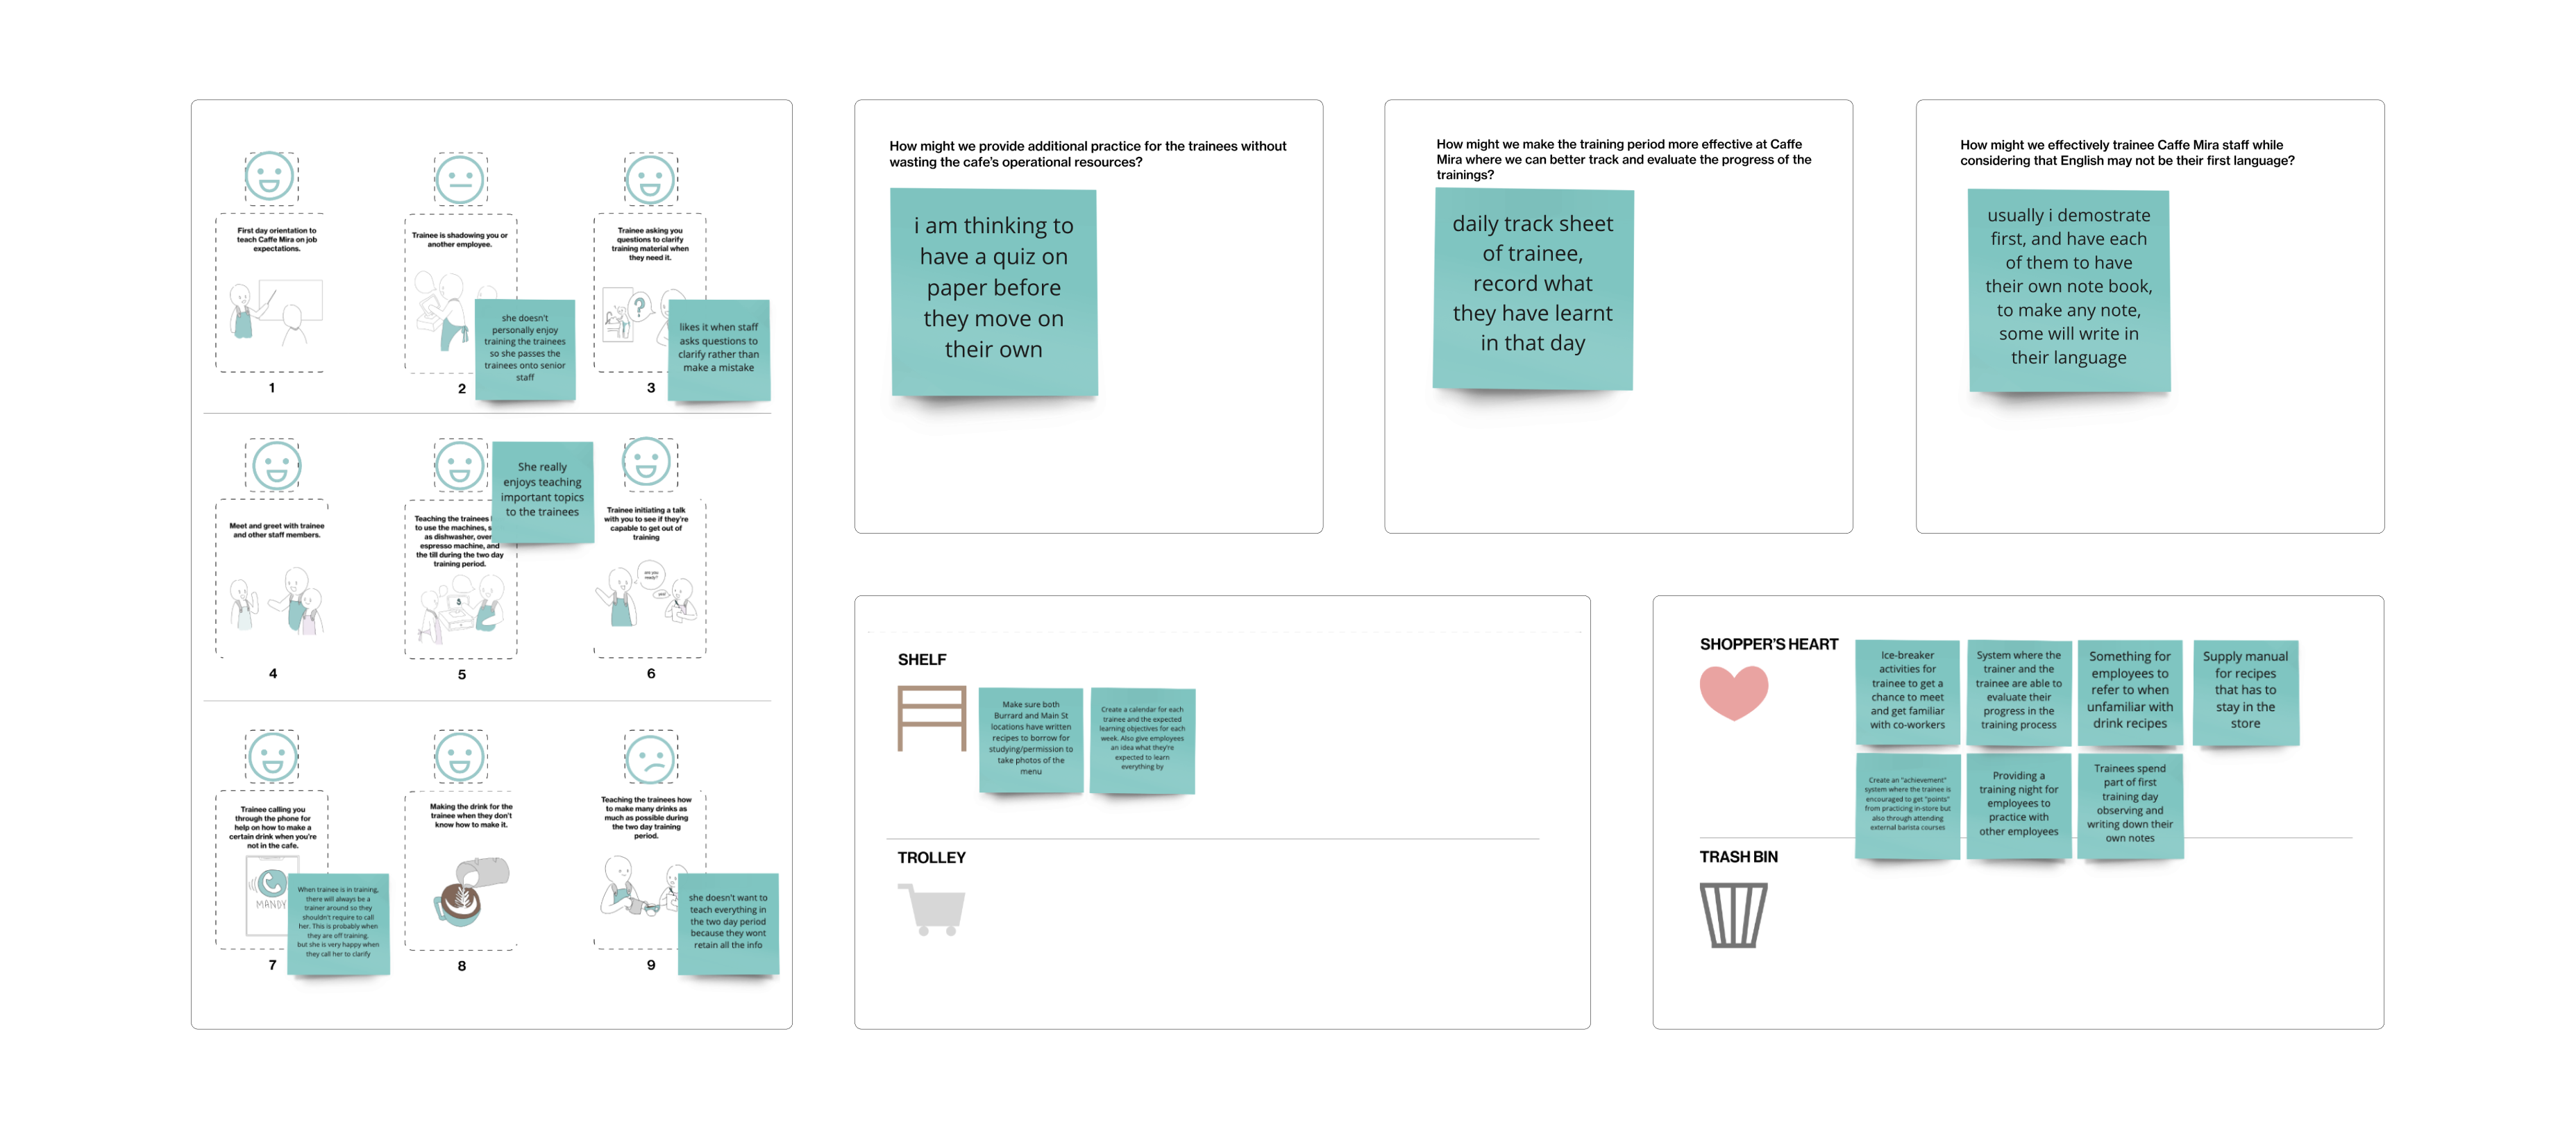 First day orientation to
teach Caffe Mira on job
expectations.
1
Trainee is shadowing you or
another employee.
she doesn't
personally enjoy
training the trainees
so she passes the
trainees onto senior
staff
2
Trainee asking you
questions to clarify
training material when
they need it.
?
likes it when staff
asks questions to
clarify rather than
make a mistake
3
Meet and greet with trainee
and other staff members.
4
Teaching the trainees
to use the machines, s
as dishwasher, over
espresso machine, and
the till during the two day
training period.
She really
enjoys teaching
important topics
to the trainees
5
Trainee initiating a talk
with you to see if they're
capable to get out of
training
are you
ready?
6
Trainee calling you
through the phone for
help on how to make a
certain drink when you're
not in the cafe.
MANDY
When trainee is in training,
there will always be a
trainer around so they
shouldn't require to call
her. This is probably when
they are off training.
but she is very happy when
they call her to clarify
7
Making the drink for the
trainee when they don't
know how to make it.
8
Teaching the trainees how
to make many drinks as
much as possible during
the two day training
period.
she doesn't want to
teach everything in
the two day period
because they wont
retain all the info
9
How might we provide additional practice for the trainees without
wasting the cafe's operational resources?
i am thinking to
have a quiz on
paper before
they move on
their own
How might we make the training period more effective at Caffe
Mira where we can better track and evaluate the progress of the
trainings?
daily track sheet
of trainee,
record what
they have learnt
in that day
How might we effectively trainee Caffe Mira staff while
considering that English may not be their first language?
usually i demostrate
first, and have each
of them to have
their own note book,
to make any note,
some will write in
their language
SHELF
Make sure both
Burrard and Main St
locations have written
recipes to borrow for
studying/permission to
take photos of the
menu
Create a calendar for each
trainee and the expected
learning objectives for each
week. Also give employees
an idea what they're
expected to learn
everything by
TROLLEY
SHOPPER'S HEART
Ice-breaker
activities for
trainee to get a
chance to meet
and get familiar
with co-workers
System where the
trainer and the
trainee are able to
evaluate their
progress in the
training process
Something for
employees to
refer to when
unfamiliar with
drink recipes
Supply manual
for recipes
that has to
stay in the
store
Create an "achievement"
system where the trainee is
encouraged to get "points"
from practicing in-store but
also through attending
external barista courses
Providing a
training night for
employees to
practice with
other employees
Trainees spend
part of first
training day
observing and
writing down their
own notes
TRASH BIN